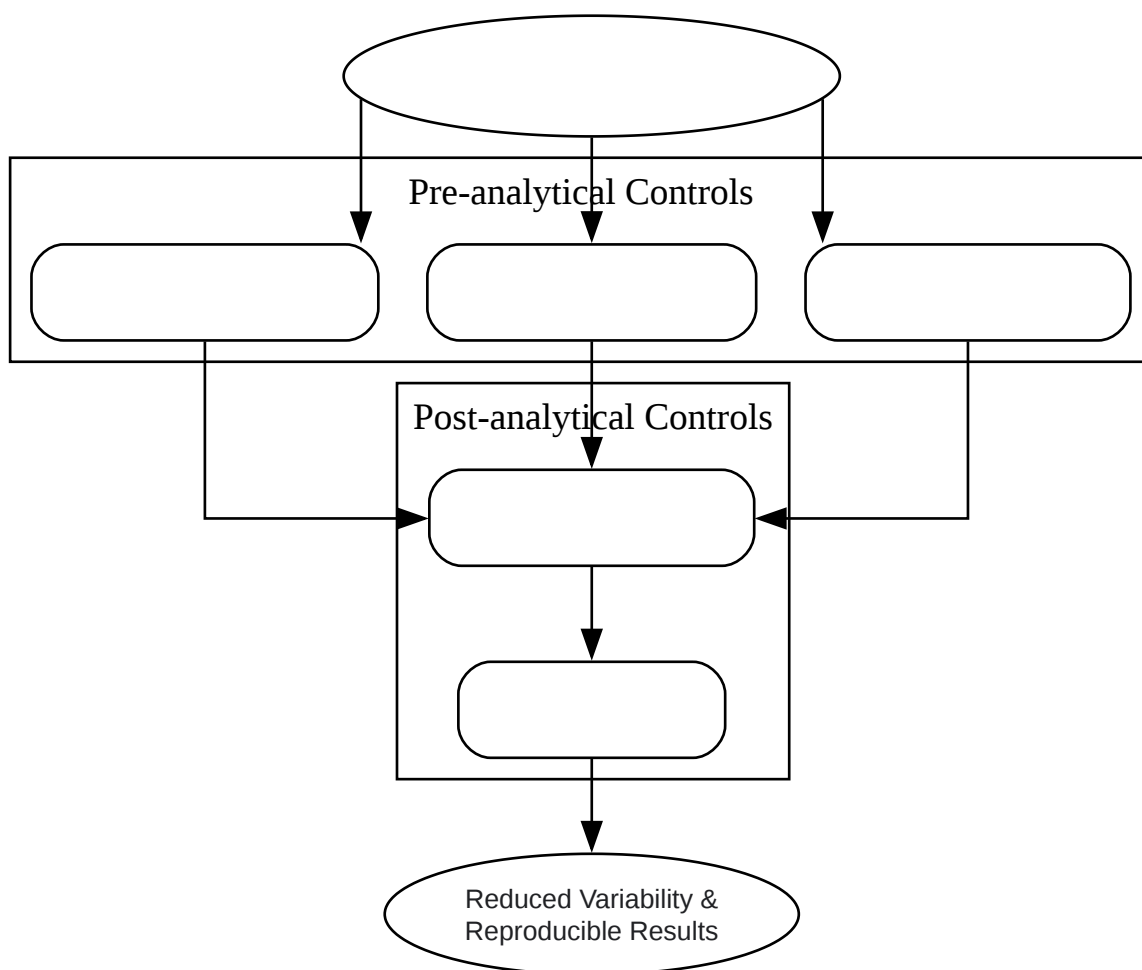 Pre-analytical Controls
Post-analytical Controls
Reduced Variability &
Reproducible Results